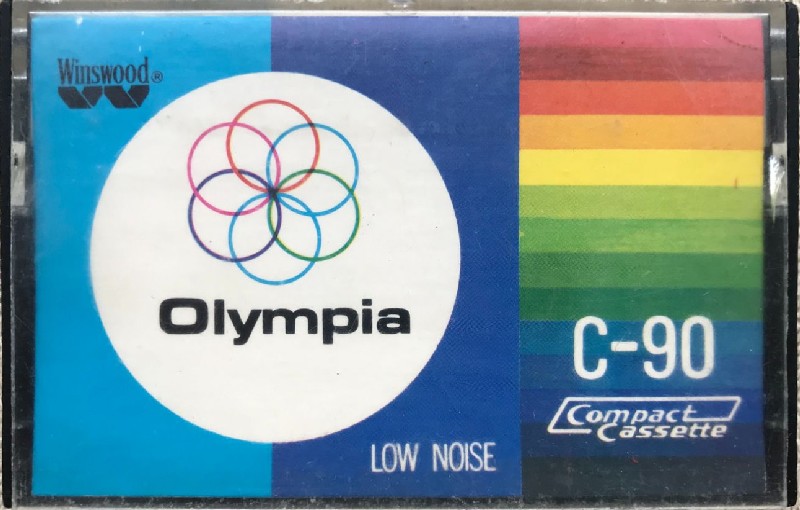 Winswood®
Olympia
LOW NOISE
C-90
Compact
Cassette